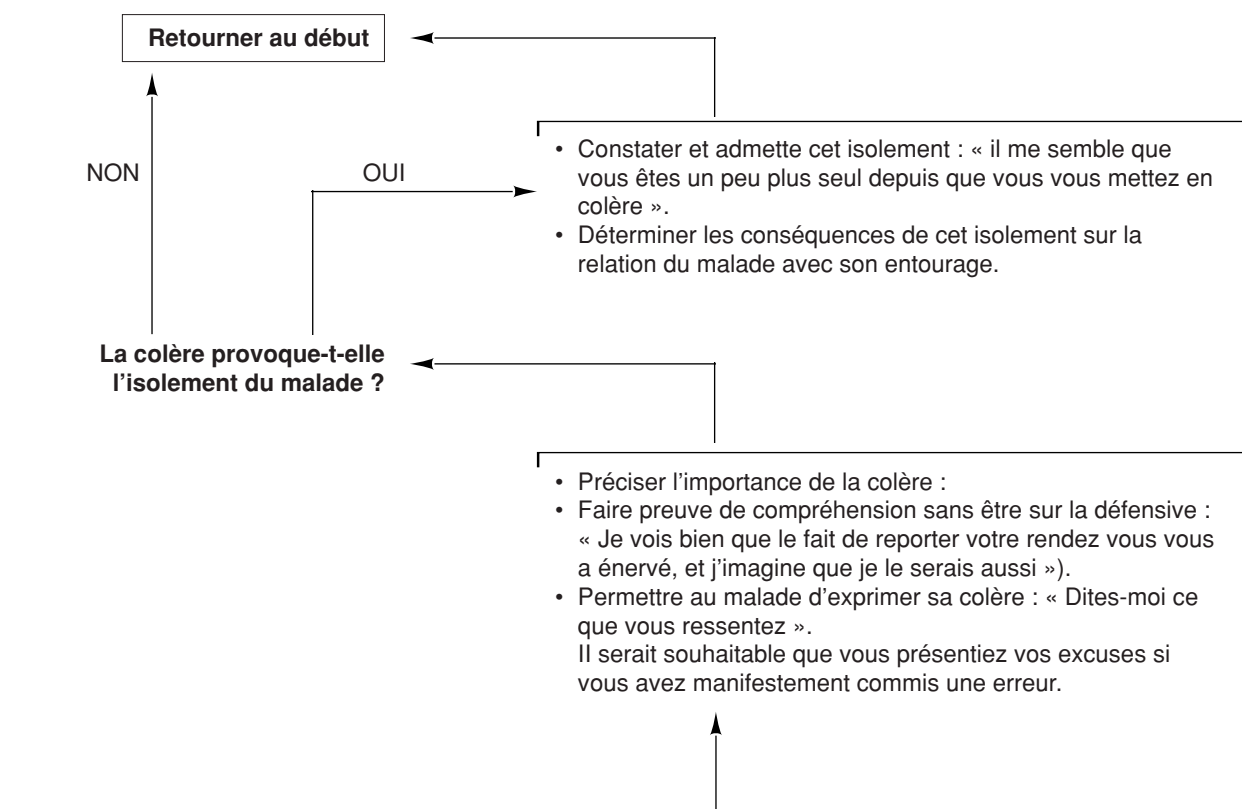 Retourner au début
NON
OUI
• Constater et admette cet isolement : « il me semble que
vous êtes un peu plus seul depuis que vous vous mettez en
colère ».
• Déterminer les conséquences de cet isolement sur la
relation du malade avec son entourage.
La colère provoque-t-elle
l’isolement du malade ?
• Préciser l’importance de la colère :
• Faire preuve de compréhension sans être sur la défensive :
« Je vois bien que le fait de reporter votre rendez vous vous
a énervé, et j’imagine que je le serais aussi »).
• Permettre au malade d’exprimer sa colère : « Dites-moi ce
que vous ressentez ».
Il serait souhaitable que vous présentiez vos excuses si
vous avez manifestement commis une erreur.